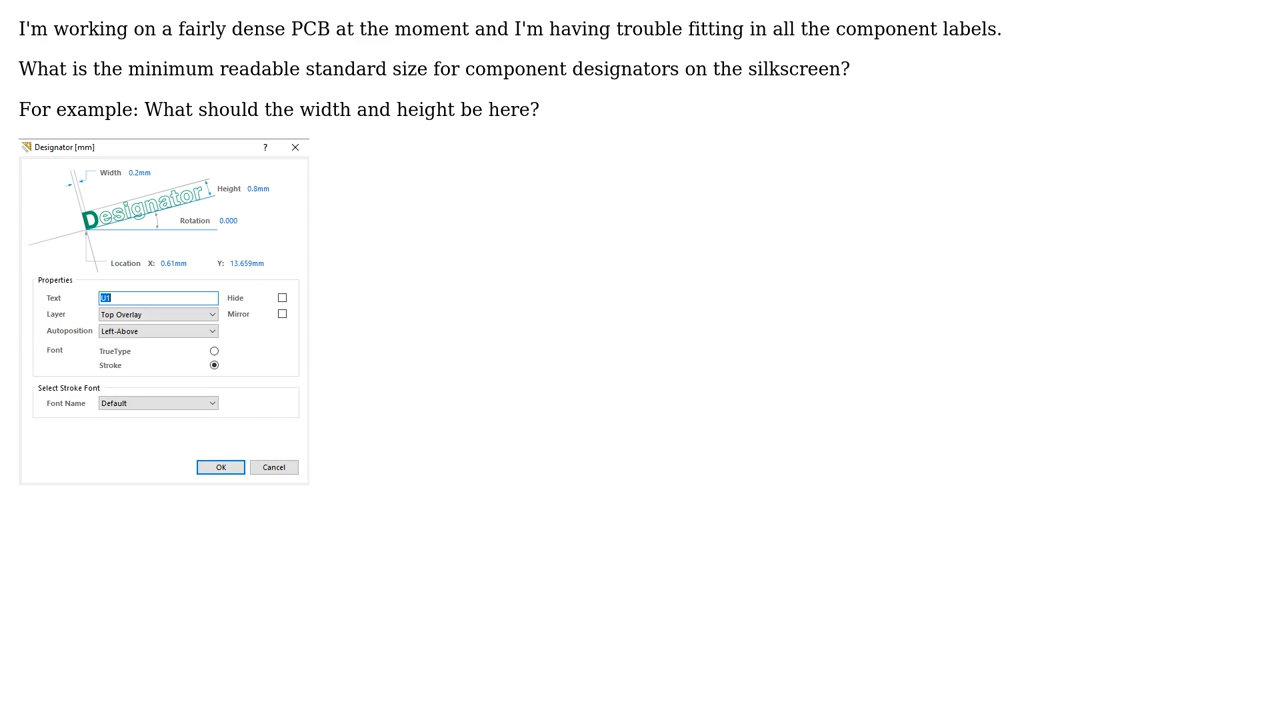 I'm working on a fairly dense PCB at the moment and I'm having trouble fitting in all the component labels.
What is the minimum readable standard size for component designators on the silkscreen?
For example: What should the width and height be here?
Designator [mm] ?
Width 0.2mm
Height 0.8mm
Designator
Rotation 0.000
Location X: 0.61mm Y: 13.659mm
Properties
Text U1 Hide
Layer Top Overlay Mirror
Autoposition Left-Above
Font TrueType
Stroke
Select Stroke Font
Font Name Default
OK Cancel